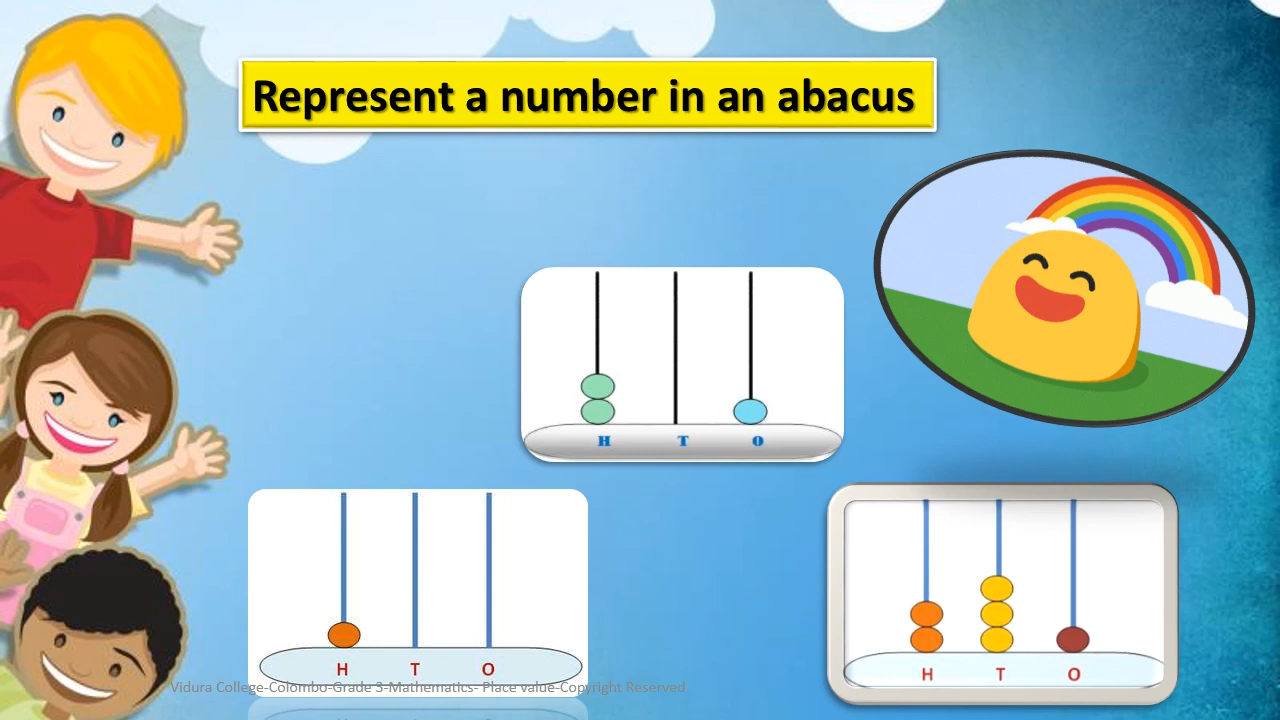 Represent a number in an abacus
H T O
H T O
H T O
Vidura College-Colombo-Grade 3-Mathematics- Place value-Copyright Reserved